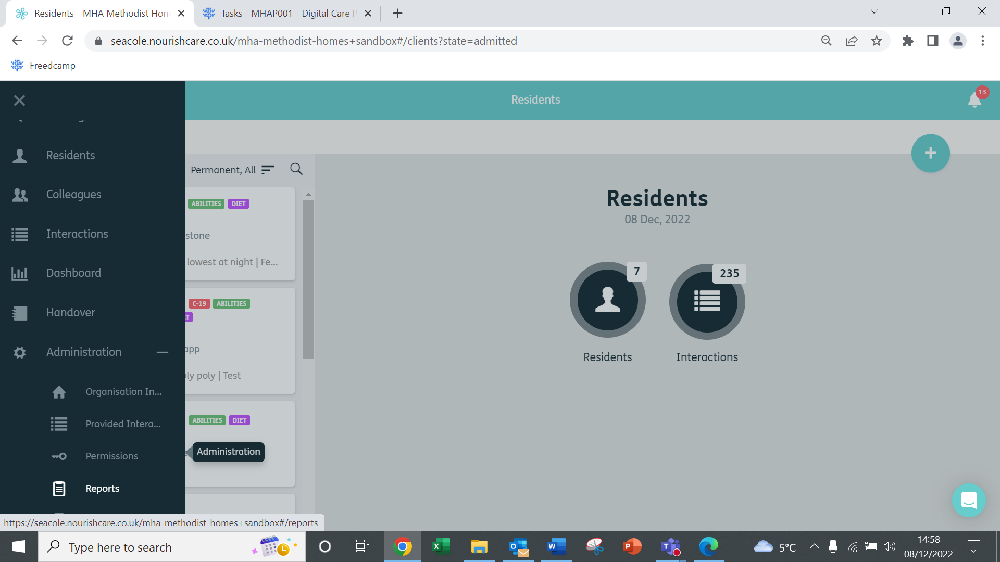 Residents - MHA Methodist Hom
Tasks - MHAP001 - Digital Care P
seacole.nourishcare.co.uk/mha-methodist-homes+sandbox#/clients?state=admitted
Freedcamp
Residents
13
Residents
Colleagues
Interactions
Dashboard
Handover
Administration
Organisation In...
Provided Intera...
Permissions
Reports
Permanent, All
ABILITIES DIET
stone
lowest at night | Fe...
C-19 ABILITIES
T
app
ly poly | Test
ABILITIES DIET
Administration
Residents
08 Dec, 2022
7
235
Residents
Interactions
https://seacole.nourishcare.co.uk/mha-methodist-homes+sandbox#/reports
Type here to search
5°C
14:58
08/12/2022